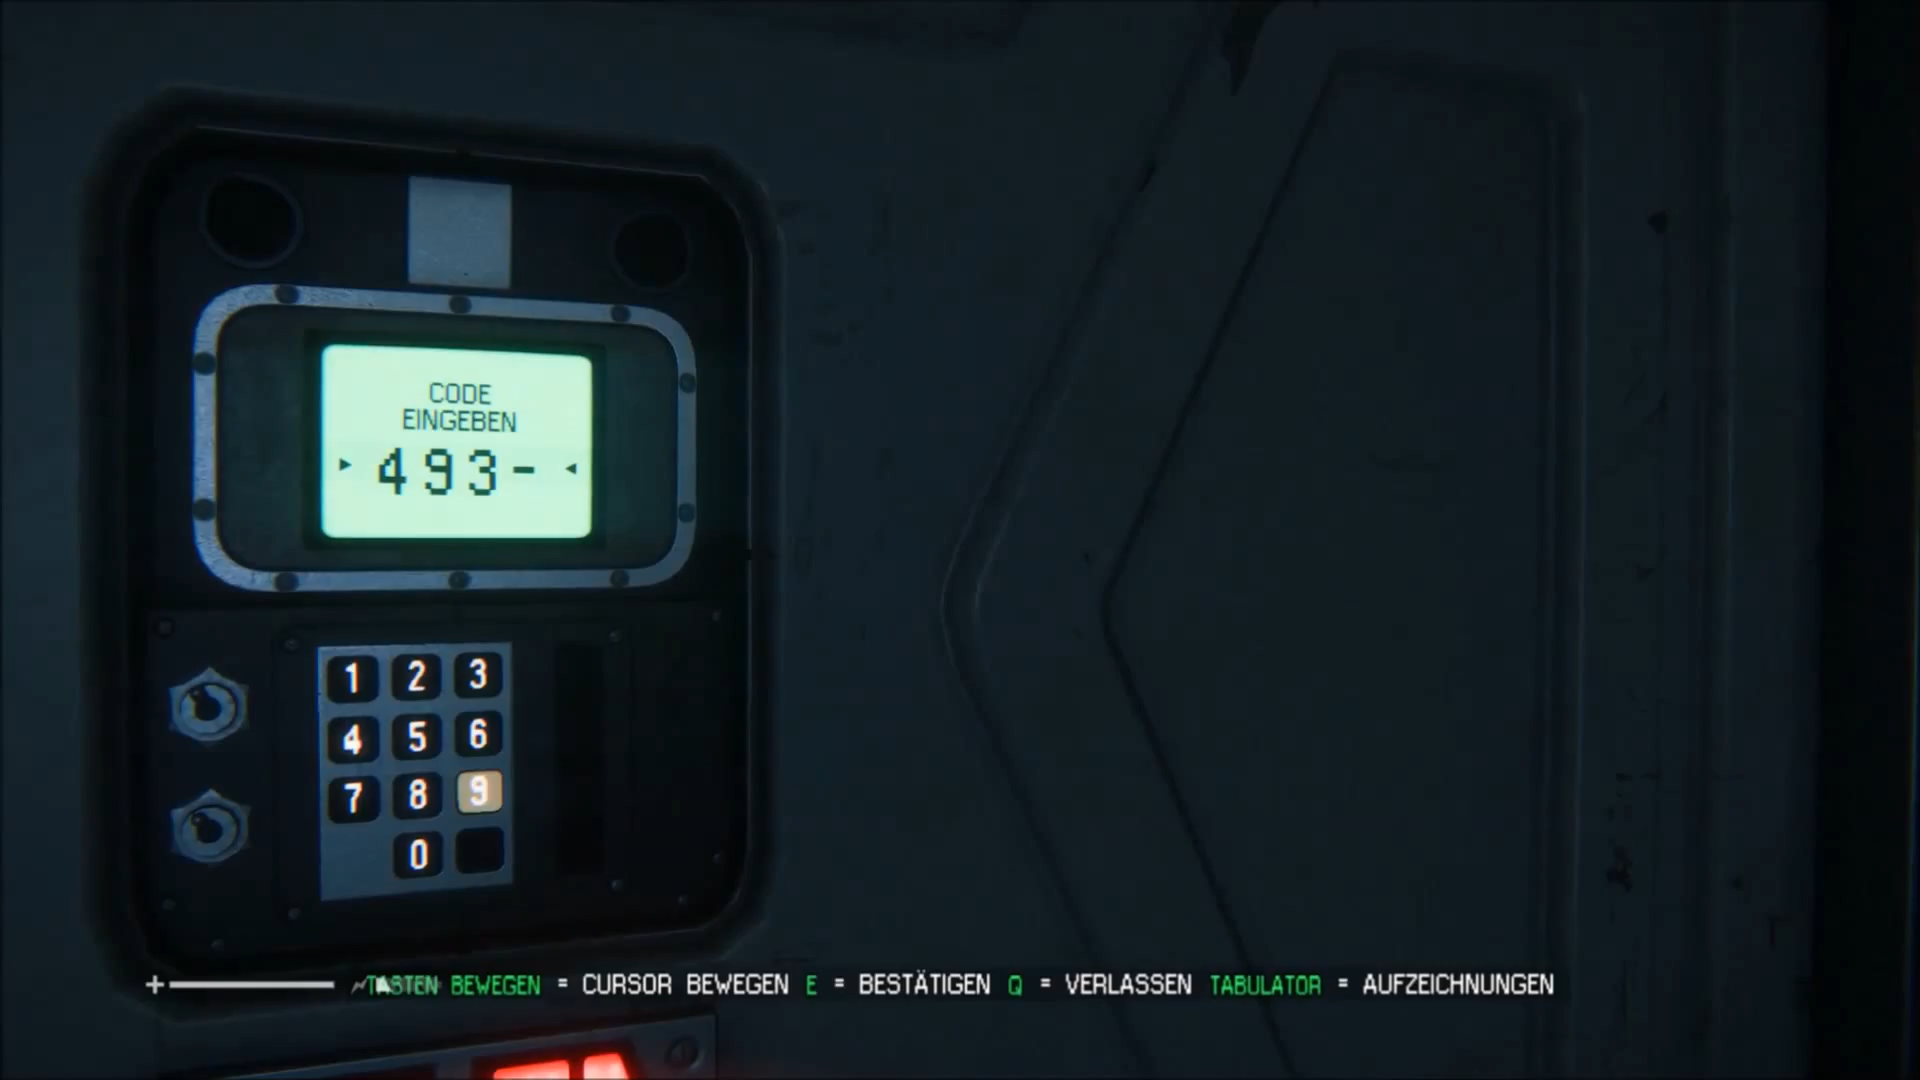 CODE
EINGEBEN
▶ 493- ◀
1 2 3
4 5 6
7 8 9
0
TASTEN BEWEGEN = CURSOR BEWEGEN E = BESTÄTIGEN Q = VERLASSEN TABULATOR = AUFZEICHNUNGEN